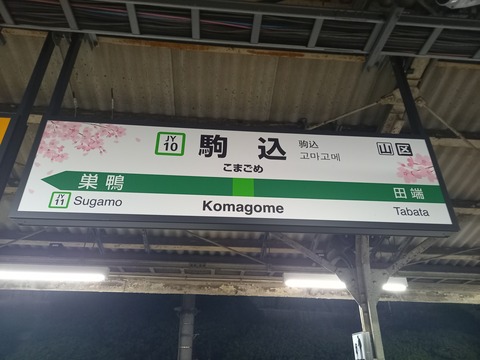 JY
10
駒込
こまごめ
驹込
고마고메
山 区
巣鴨
田端
JY
11
Sugamo
Komagome
Tabata